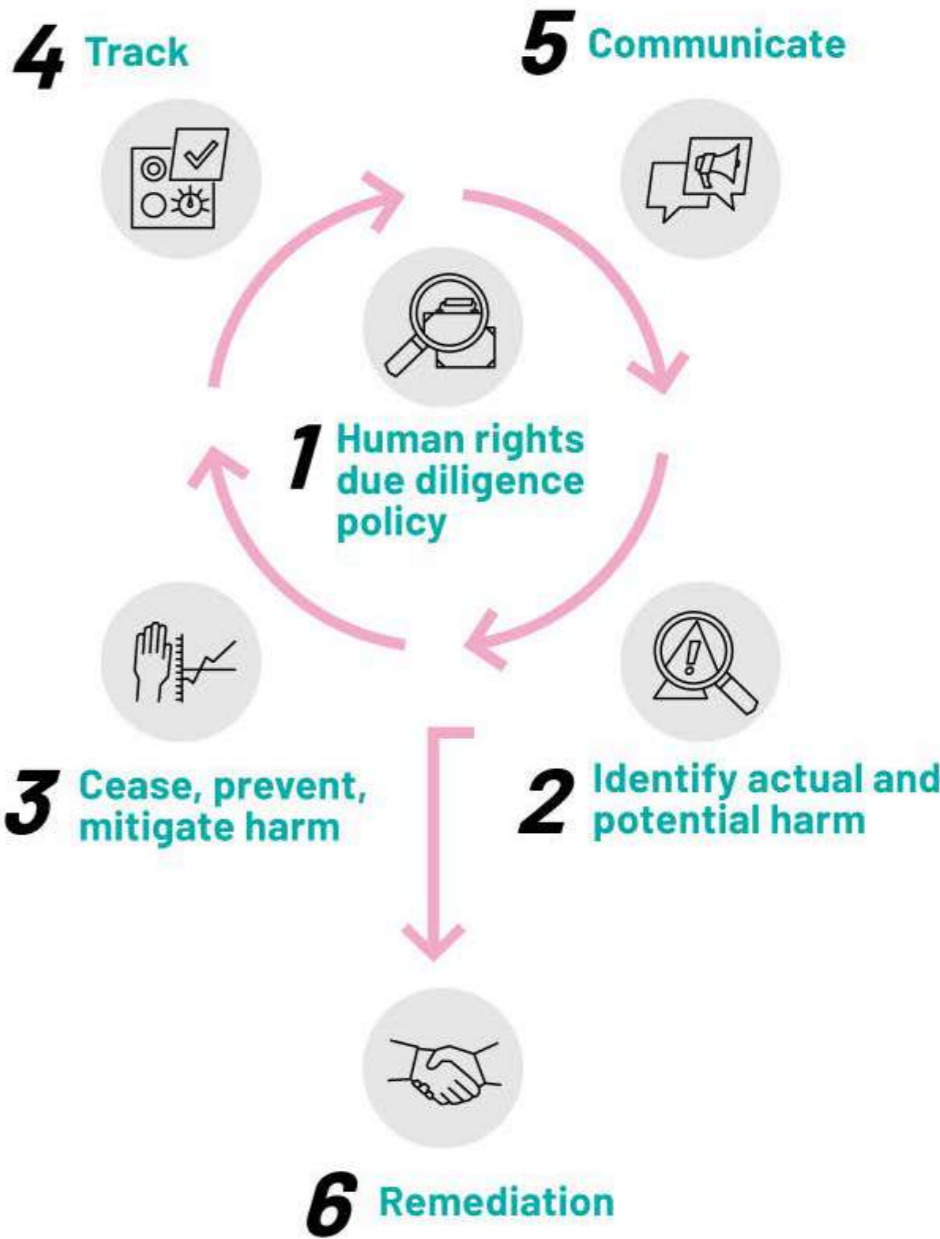 4 Track
5 Communicate
1 Human rights
due diligence
policy
3 Cease, prevent,
mitigate harm
2 Identify actual and
potential harm
6 Remediation